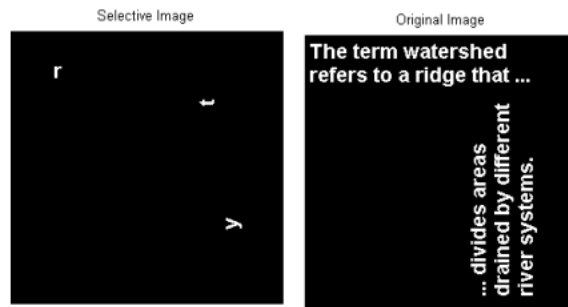 Selective Image
r
t
y
Original Image
The term watershed
refers to a ridge that ...
... divides areas
drained by different
river systems.